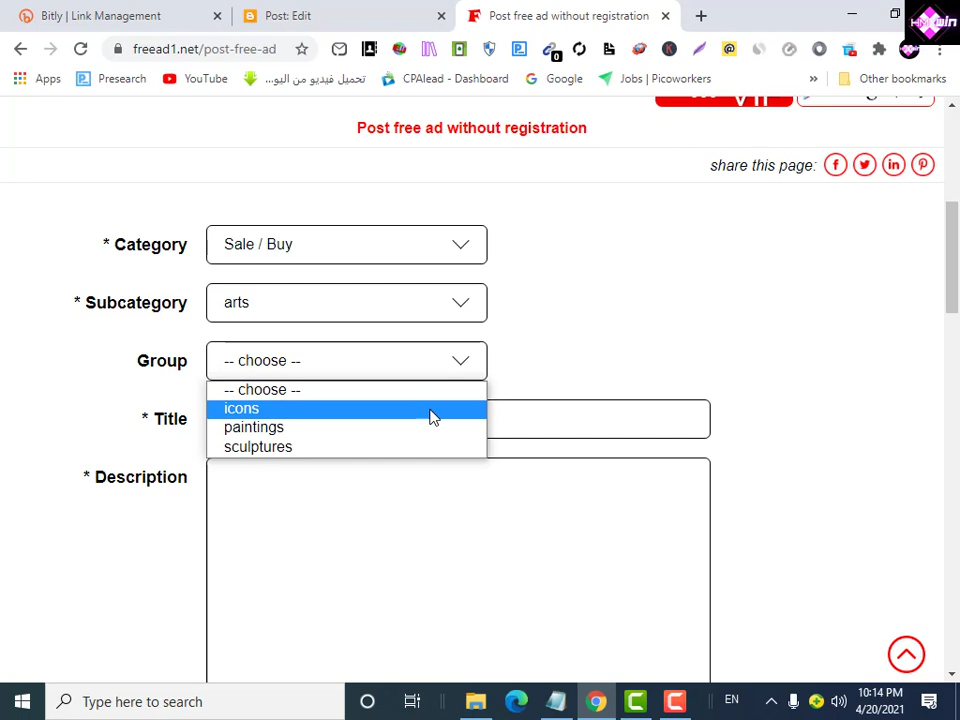 Bitly | Link Management
Post: Edit
Post free ad without registration
freead1.net/post-free-ad
0
Apps
Presearch
YouTube
تحميل فيديو من اليو...
CPAlead - Dashboard
Google
Jobs | Picoworkers
»
Other bookmarks
Post free ad without registration
share this page:
* Category
Sale / Buy
* Subcategory
arts
Group
-- choose --
-- choose --
icons
paintings
sculptures
* Title
* Description
Type here to search
EN
10:14 PM
4/20/2021